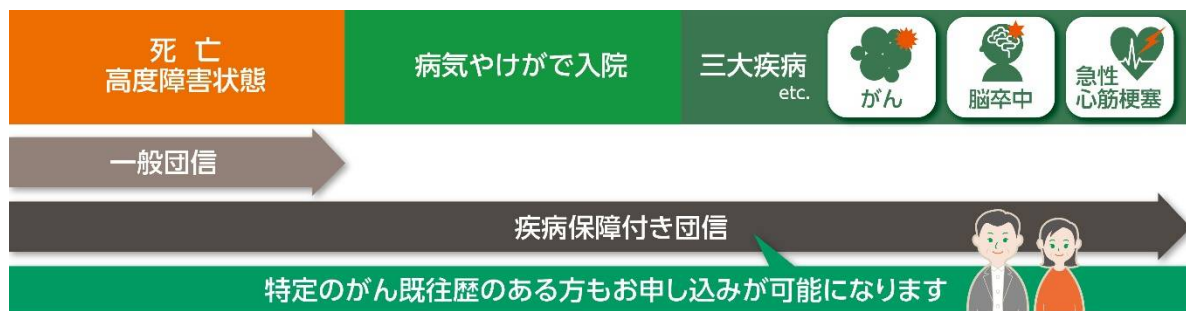 死亡
高度障害状態
病気やけがで入院
三大疾病
etc.
がん
脳卒中
急性
心筋梗塞
一般団信
疾病保障付き団信
特定のがん既往歴のある方もお申し込みが可能になります